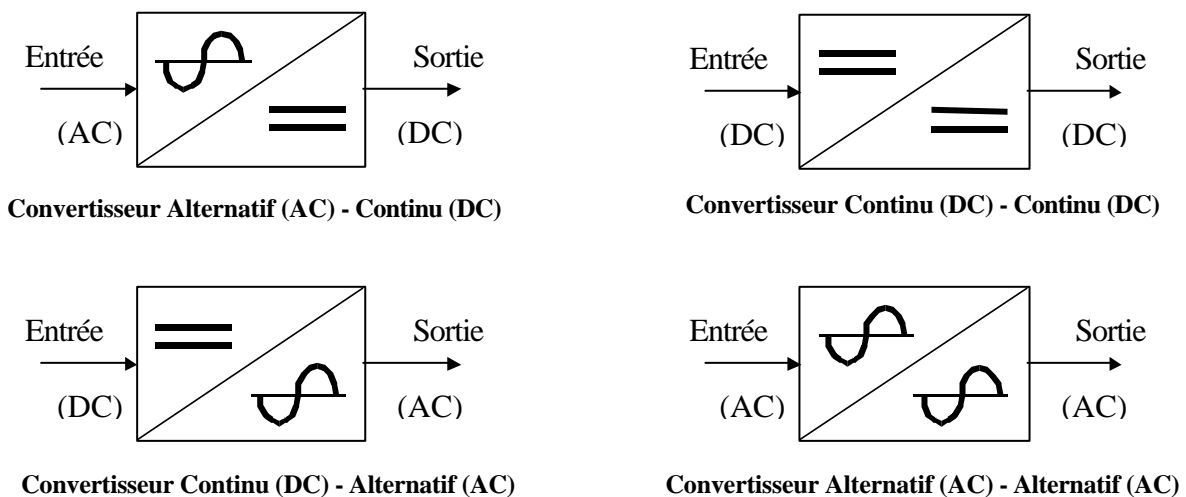 Entrée
Sortie
(AC)
(DC)
Convertisseur Alternatif (AC) - Continu (DC)
Entrée
Sortie
(DC)
(DC)
Convertisseur Continu (DC) - Continu (DC)
Entrée
Sortie
(DC)
(AC)
Convertisseur Continu (DC) - Alternatif (AC)
Entrée
Sortie
(AC)
(AC)
Convertisseur Alternatif (AC) - Alternatif (AC)